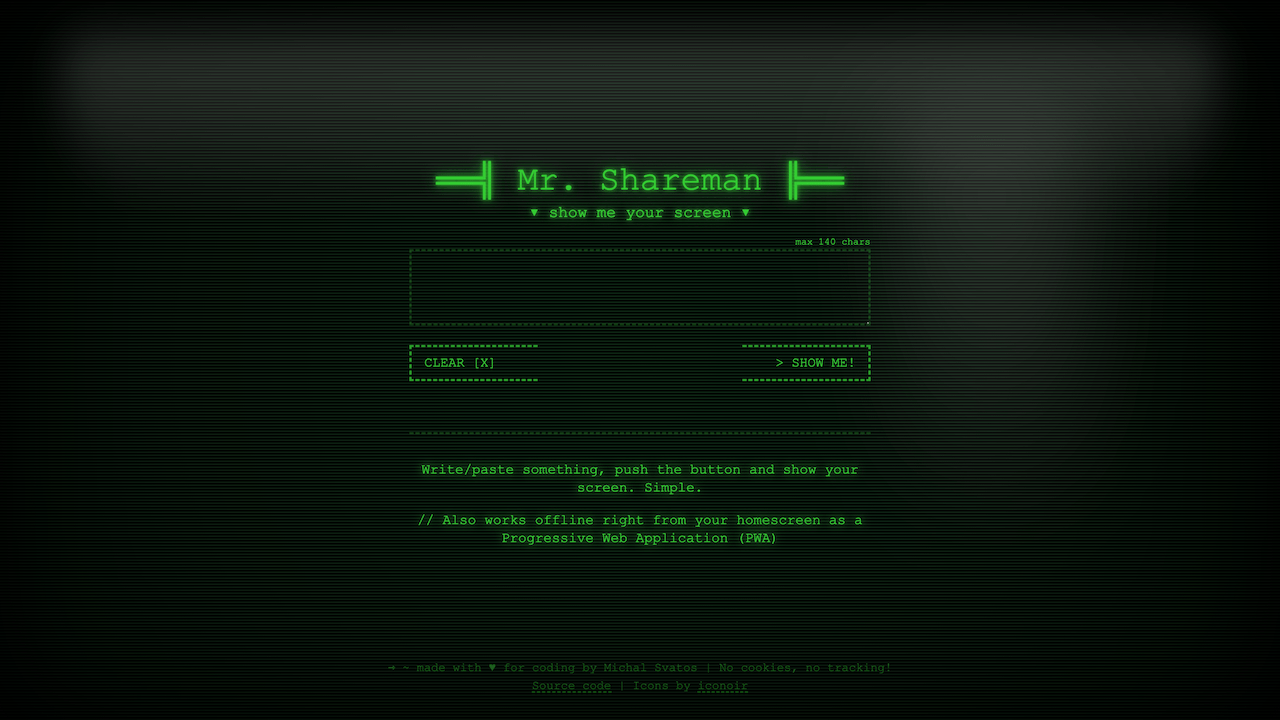 ══╣ Mr. Shareman ╠══
▼ show me your screen ▼
max 140 chars
CLEAR [X]
> SHOW ME!
Write/paste something, push the button and show your
screen. Simple.
// Also works offline right from your homescreen as a
Progressive Web Application (PWA)
→ ~ made with ♥ for coding by Michal Svatos | No cookies, no tracking!
Source code | Icons by iconoir